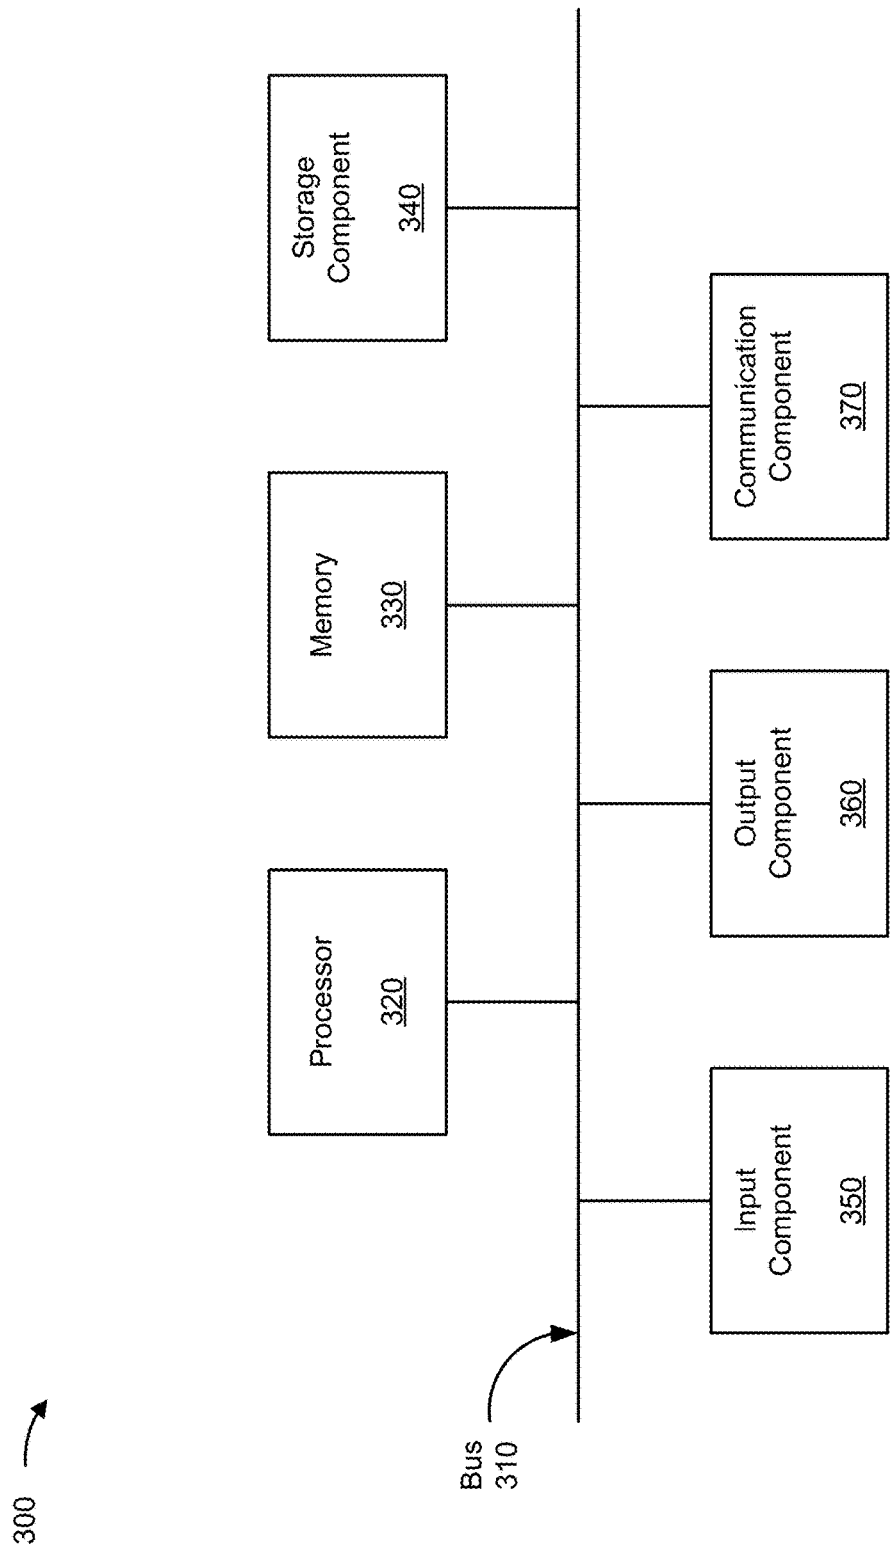 300
Bus
310
Processor
320
Memory
330
Storage
Component
340
Input
Component
350
Output
Component
360
Communication
Component
370